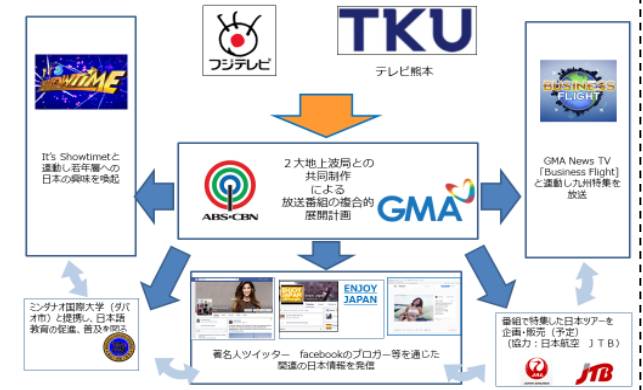 フジテレビ
TKU
テレビ熊本
SHOWTIME
It's Showtimeと
連動し若年層への
日本の興味を喚起
ABS-CBN
２大地上波局との
共同制作
による
放送番組の複合的
展開計画
GMA
BUSINESS
FLIGHT
GMA News TV
「Business Flight]
と連動し九州特集を
放送
ミンダナオ国際大学（ダバ
オ市）と提携し、日本語
教育の促進、普及を図る
ENJOY
JAPAN
ENJOY
JAPAN
著名人ツイッター　facebookのブロガー等を通じた
関連の日本情報を発信
番組で特集した日本ツアーを
企画・販売（予定）
（協力：日本航空　ＪＴＢ）
JAL
JAPAN AIRLINES
JTB